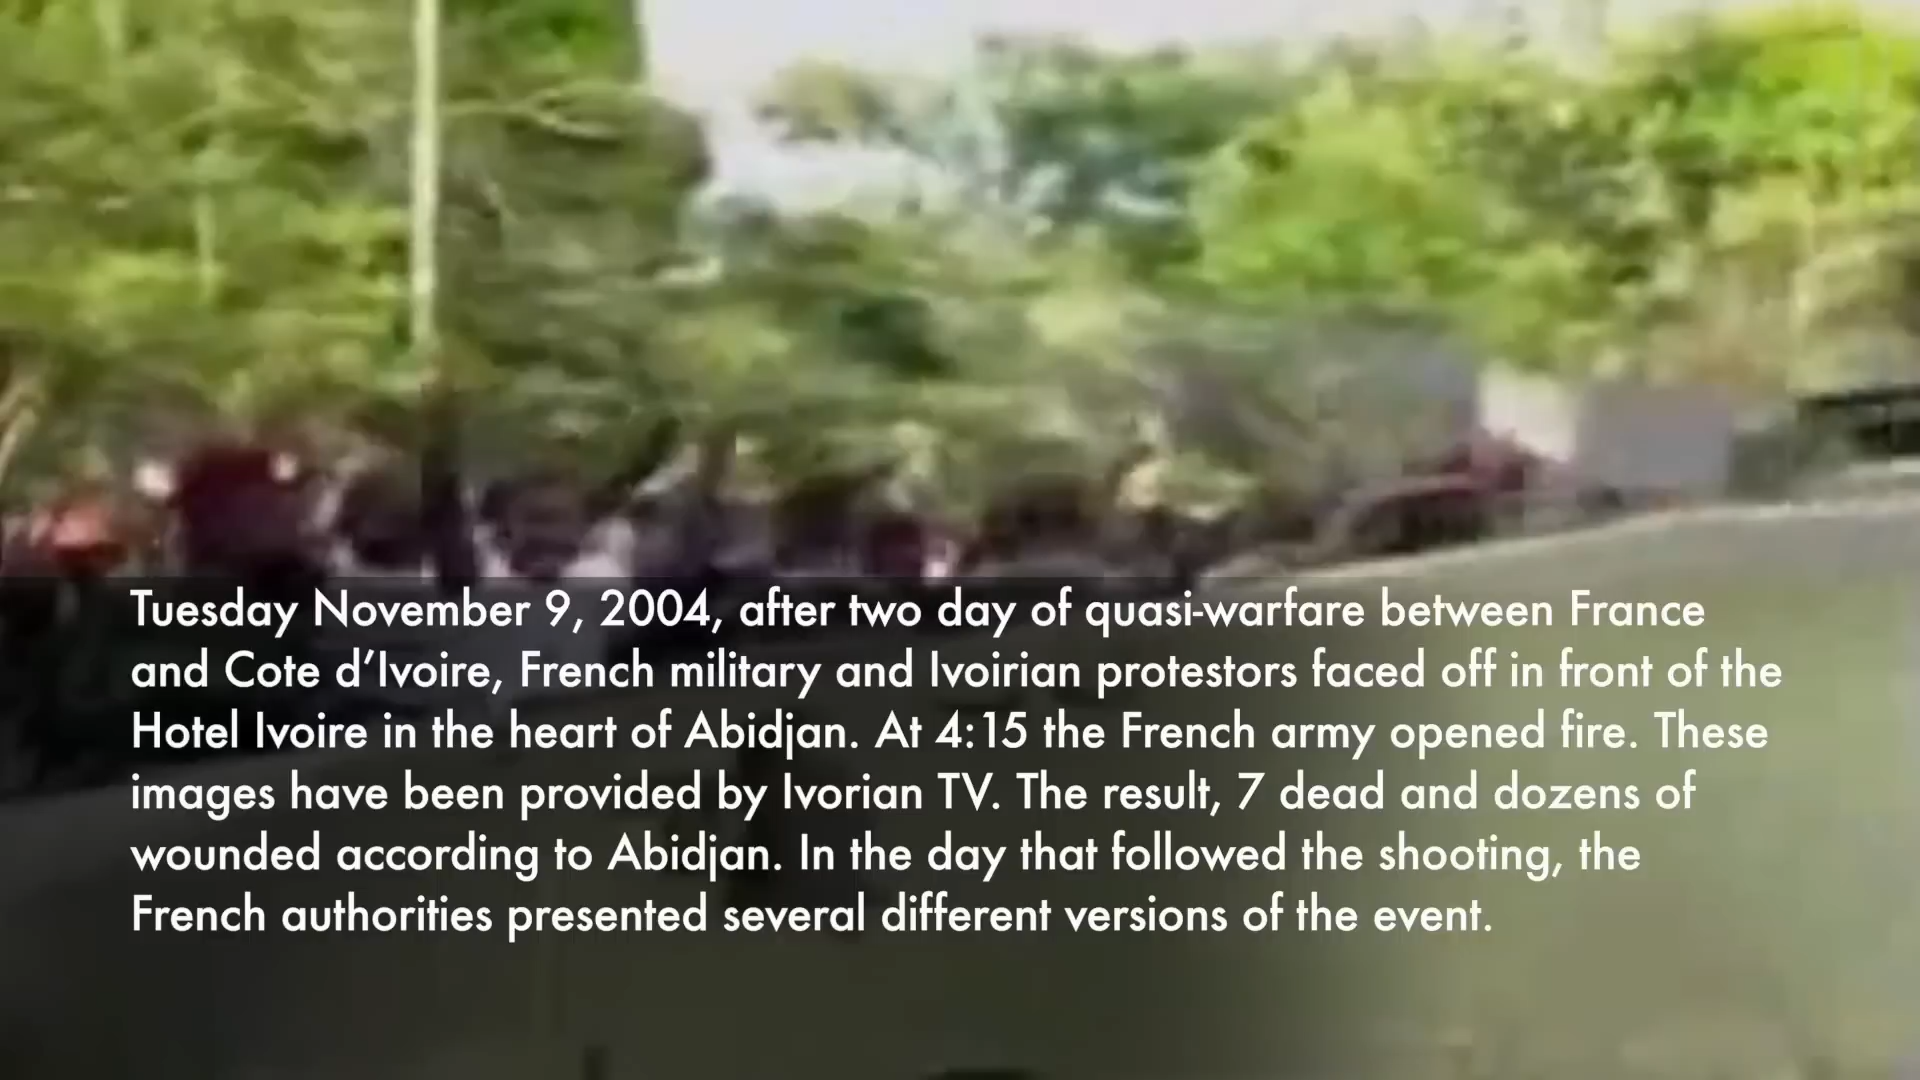 Tuesday November 9, 2004, after two day of quasi-warfare between France
and Cote d’Ivoire, French military and Ivoirian protestors faced off in front of the
Hotel Ivoire in the heart of Abidjan. At 4:15 the French army opened fire. These
images have been provided by Ivorian TV. The result, 7 dead and dozens of
wounded according to Abidjan. In the day that followed the shooting, the
French authorities presented several different versions of the event.